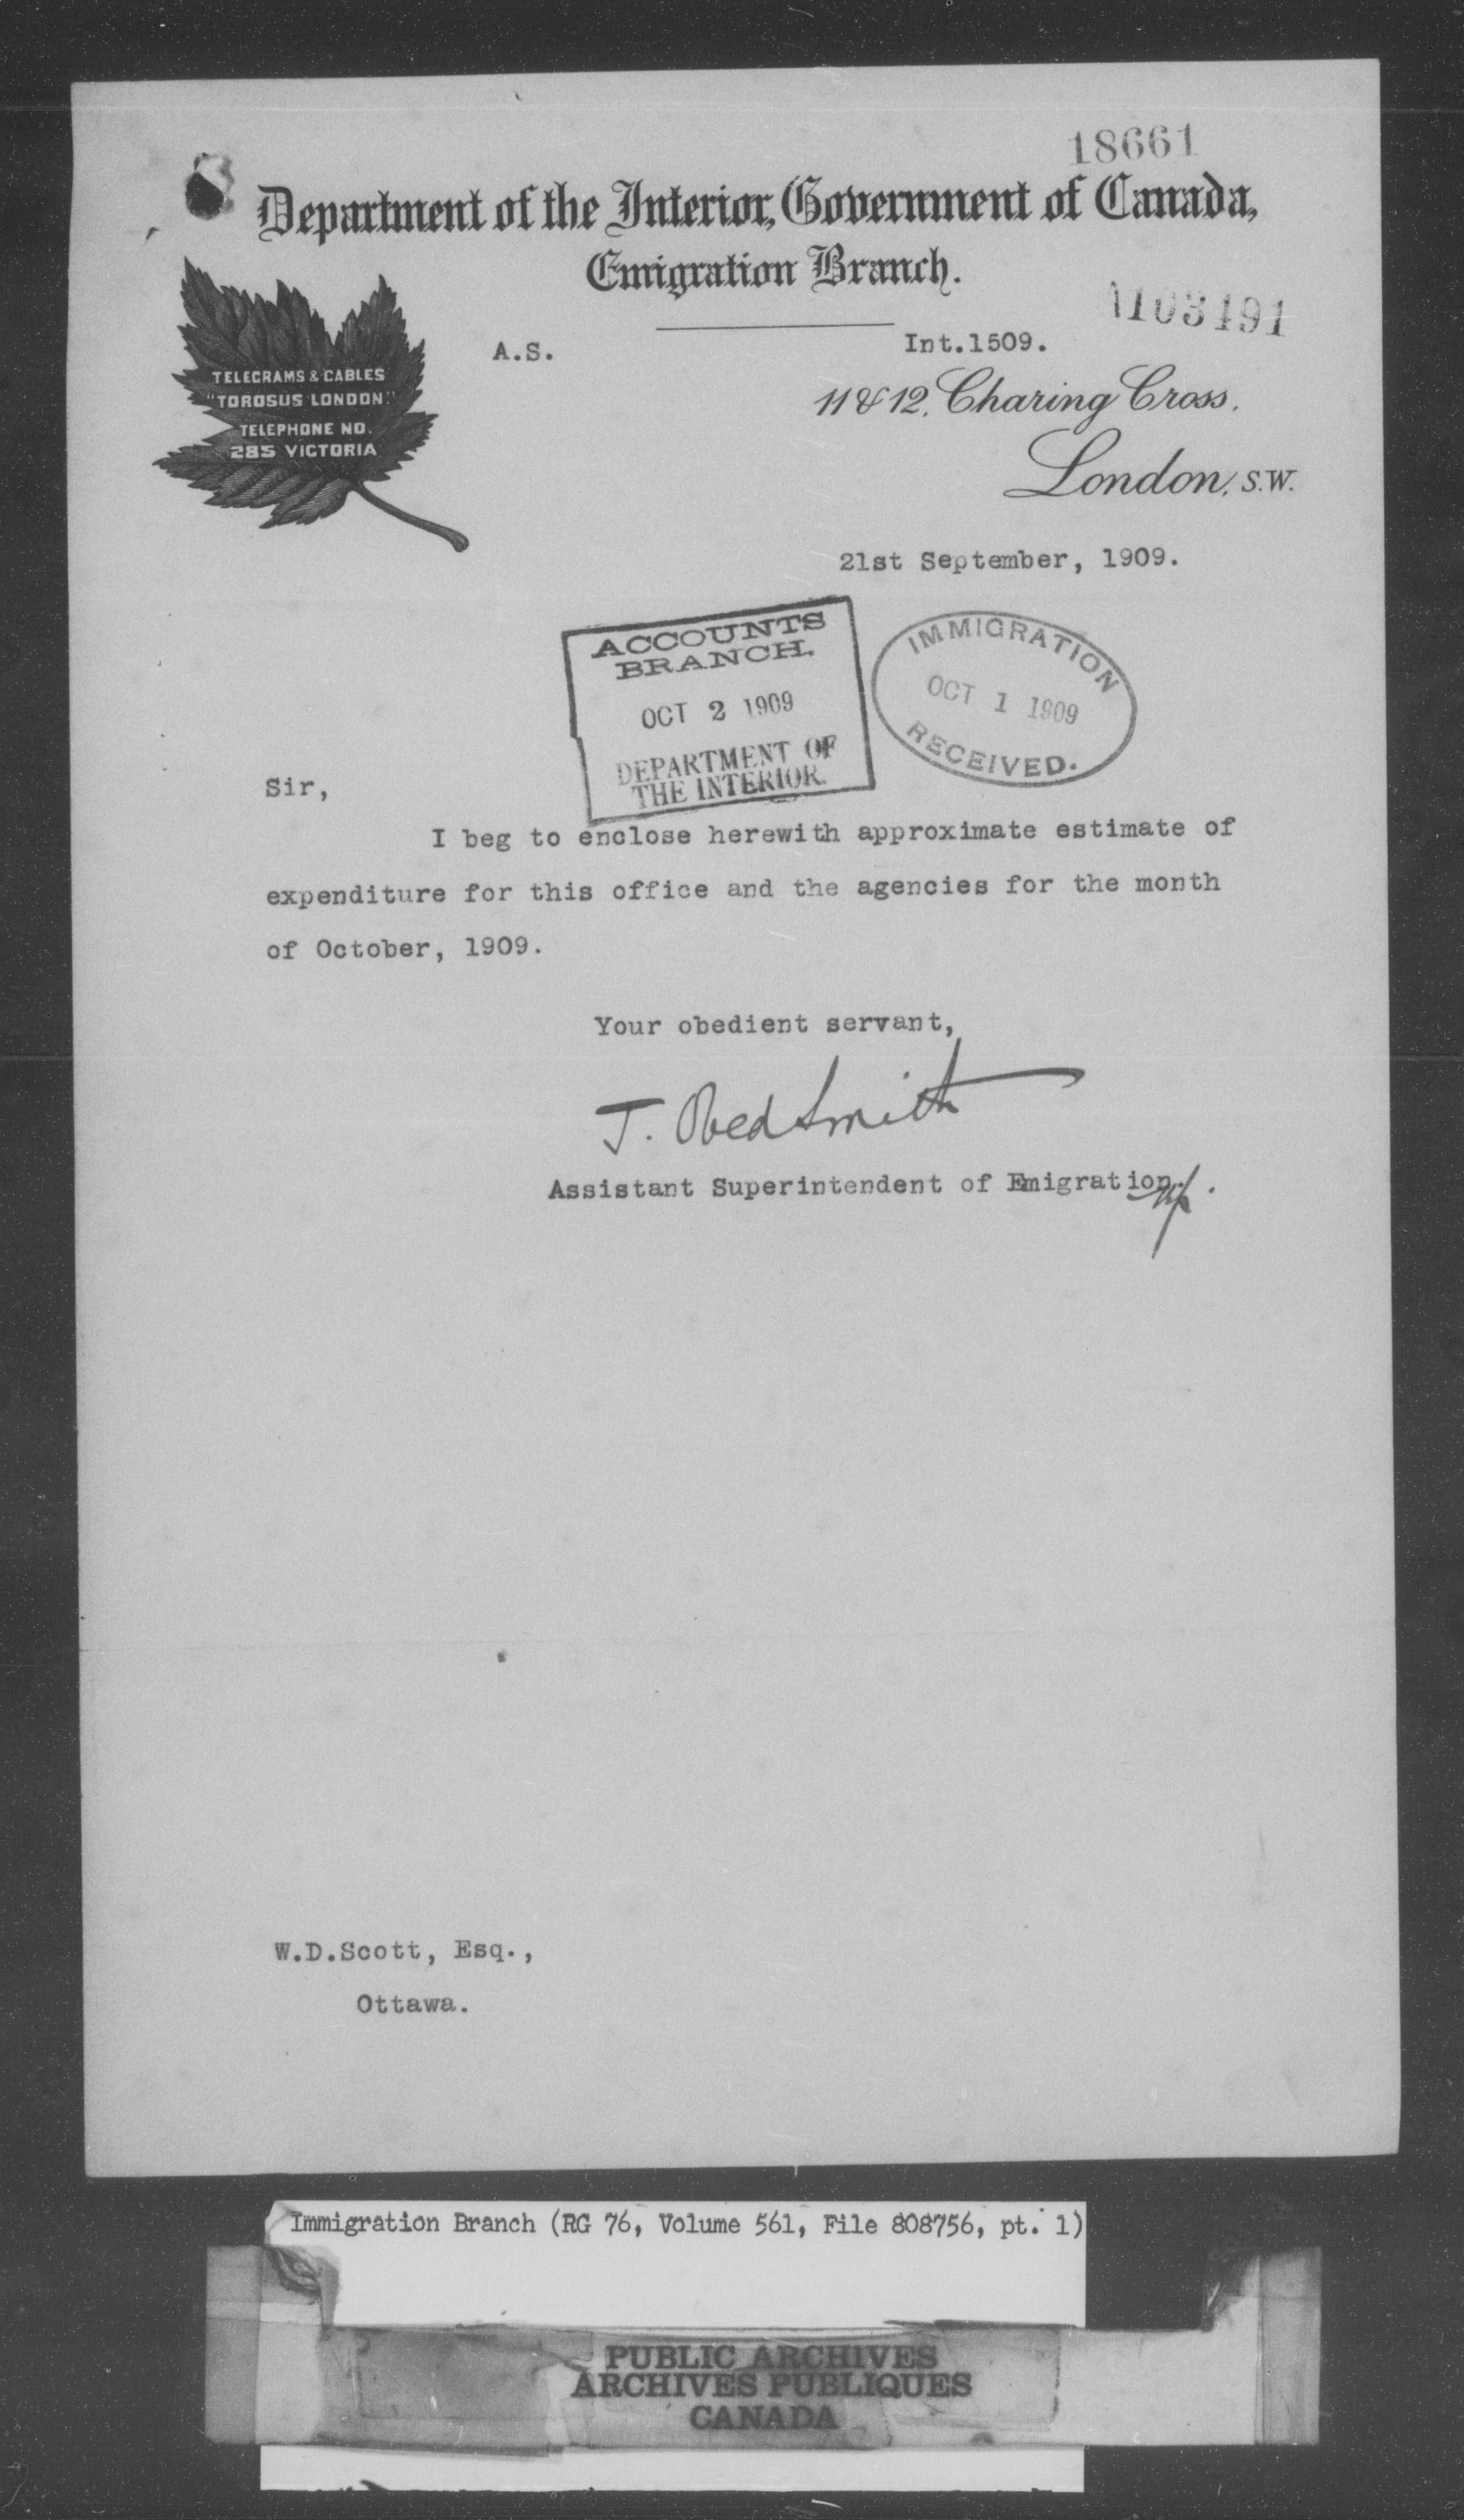 18661
Department of the Interior, Government of Canada,
Emigration Branch.
1103491
A.S.
Int.1509.
TELEGRAMS & CABLES
"TOROSUS LONDON"
TELEPHONE NO.
285 VICTORIA
11 & 12, Charing Cross,
London, S.W.
21st September, 1909.
ACCOUNTS
BRANCH.
OCT 2 1909
DEPARTMENT OF
THE INTERIOR.
IMMIGRATION
OCT 1 1909
RECEIVED.
Sir,
I beg to enclose herewith approximate estimate of
expenditure for this office and the agencies for the month
of October, 1909.
Your obedient servant,
J. Obed Smith
Assistant Superintendent of Emigration.
W.D.Scott, Esq.,
Ottawa.
Immigration Branch (RG 76, Volume 561, File 808756, pt. 1)
PUBLIC ARCHIVES
ARCHIVES PUBLIQUES
CANADA